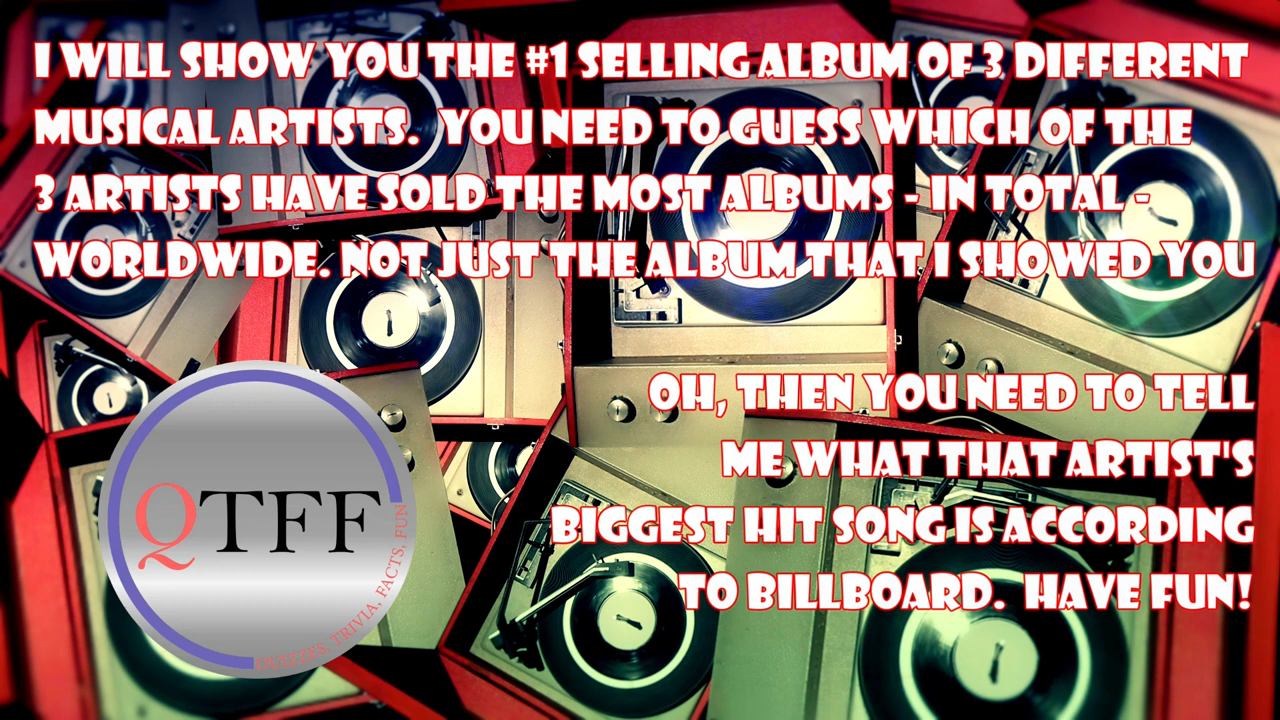 I WILL SHOW YOU THE #1 SELLING ALBUM OF 3 DIFFERENT
MUSICAL ARTISTS. YOU NEED TO GUESS WHICH OF THE
3 ARTISTS HAVE SOLD THE MOST ALBUMS - IN TOTAL -
WORLDWIDE. NOT JUST THE ALBUM THAT I SHOWED YOU
OH, THEN YOU NEED TO TELL
ME WHAT THAT ARTIST'S
BIGGEST HIT SONG IS ACCORDING
TO BILLBOARD. HAVE FUN!
QTFF
QUIZZES, TRIVIA, FACTS, FUN